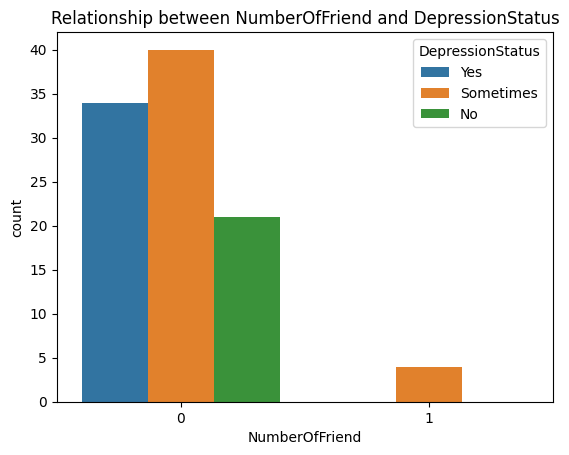 Relationship between NumberOfFriend and DepressionStatus
DepressionStatus
Yes
Sometimes
No
40
35
30
25
20
15
10
5
0
count
0 1
NumberOfFriend